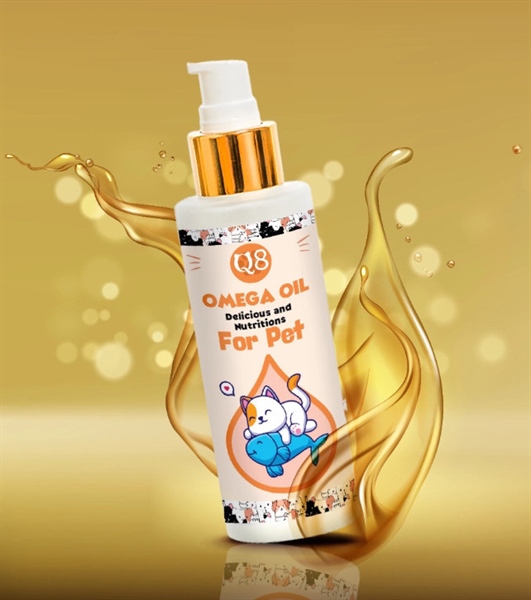 Q8
OMEGA OIL
Delicious and
Nutritions
For Pet